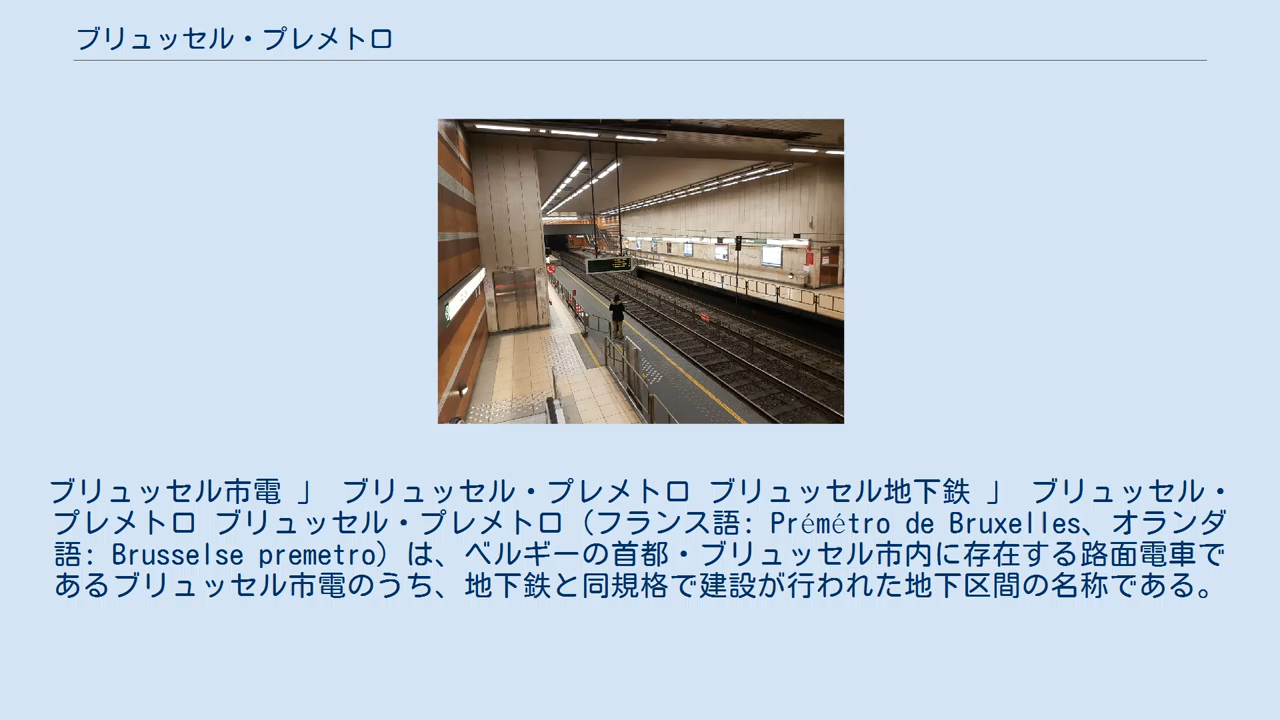 ブリュッセル・プレメトロ
ブリュッセル市電 」 ブリュッセル・プレメトロ ブリュッセル地下鉄 」 ブリュッセル・
プレメトロ ブリュッセル・プレメトロ（フランス語: Prémétro de Bruxelles、オランダ
語: Brusselse premetro）は、ベルギーの首都・ブリュッセル市内に存在する路面電車で
あるブリュッセル市電のうち、地下鉄と同規格で建設が行われた地下区間の名称である。